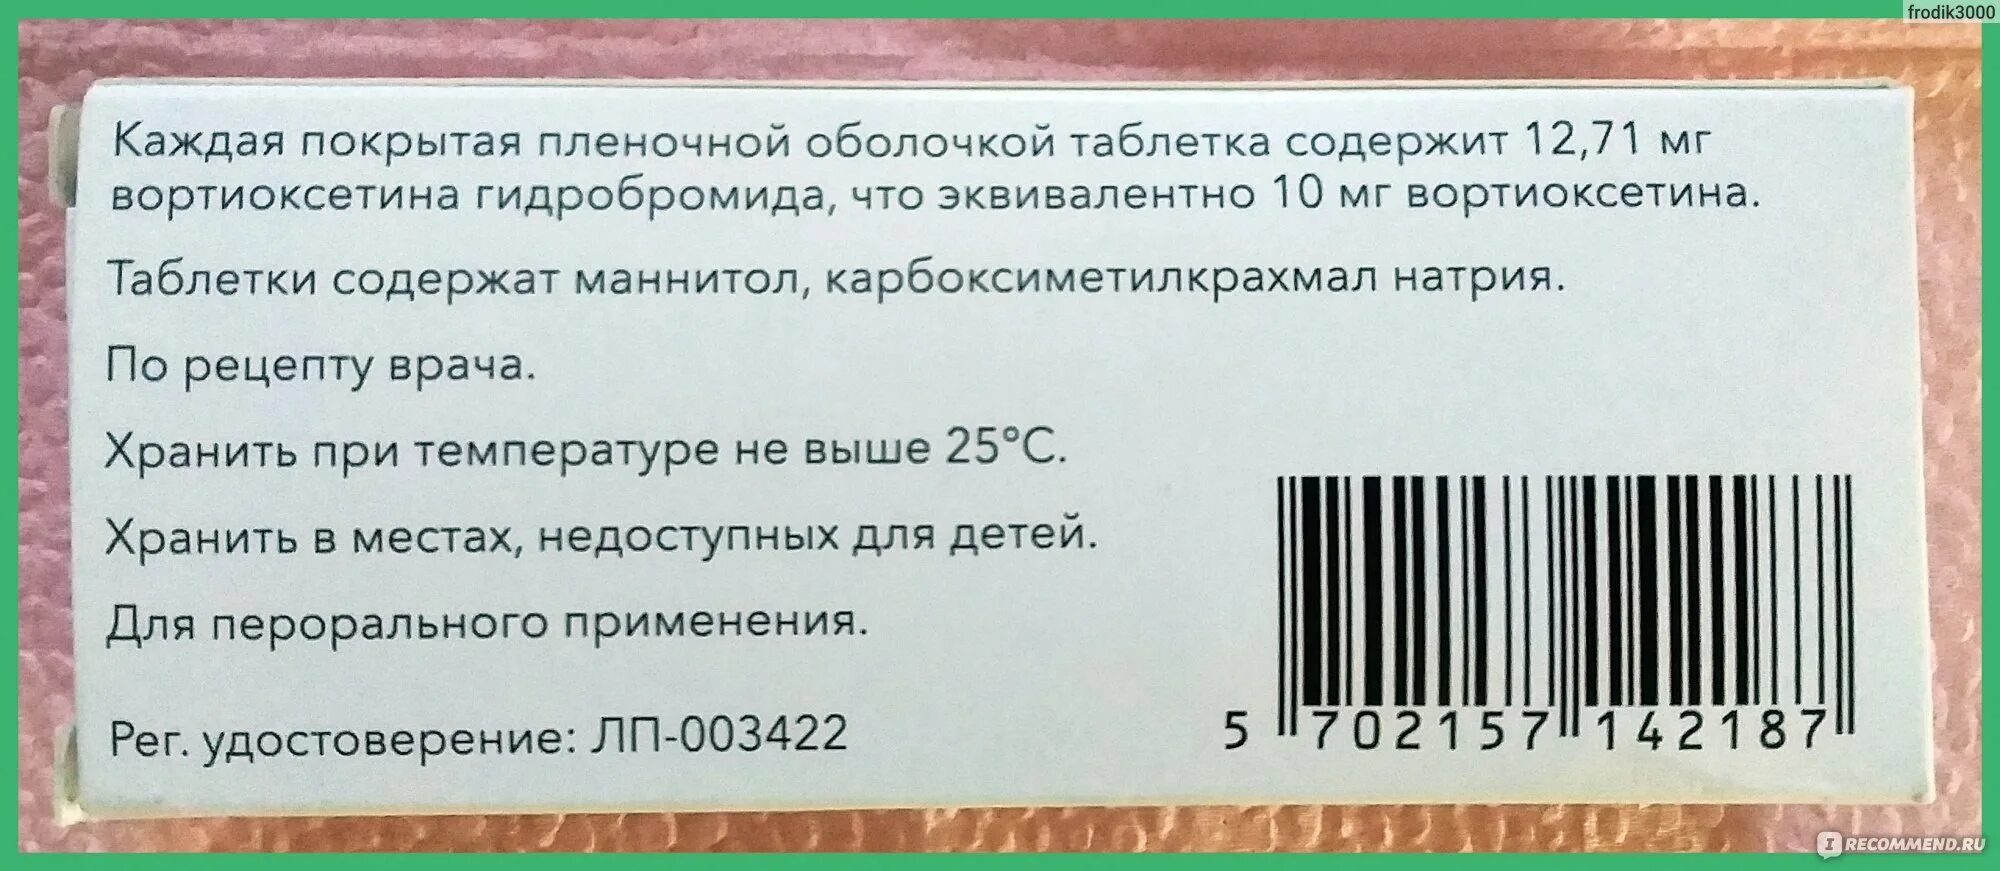 frodik3000
Каждая покрытая пленочной оболочкой таблетка содержит 12,71 мг
вортиоксетина гидробромида, что эквивалентно 10 мг вортиоксетина.
Таблетки содержат маннитол, карбоксиметилкрахмал натрия.
По рецепту врача.
Хранить при температуре не выше 25°С.
Хранить в местах, недоступных для детей.
Для перорального применения.
Рег. удостоверение: ЛП-003422
5 702157 142187
IRECOMMEND.RU